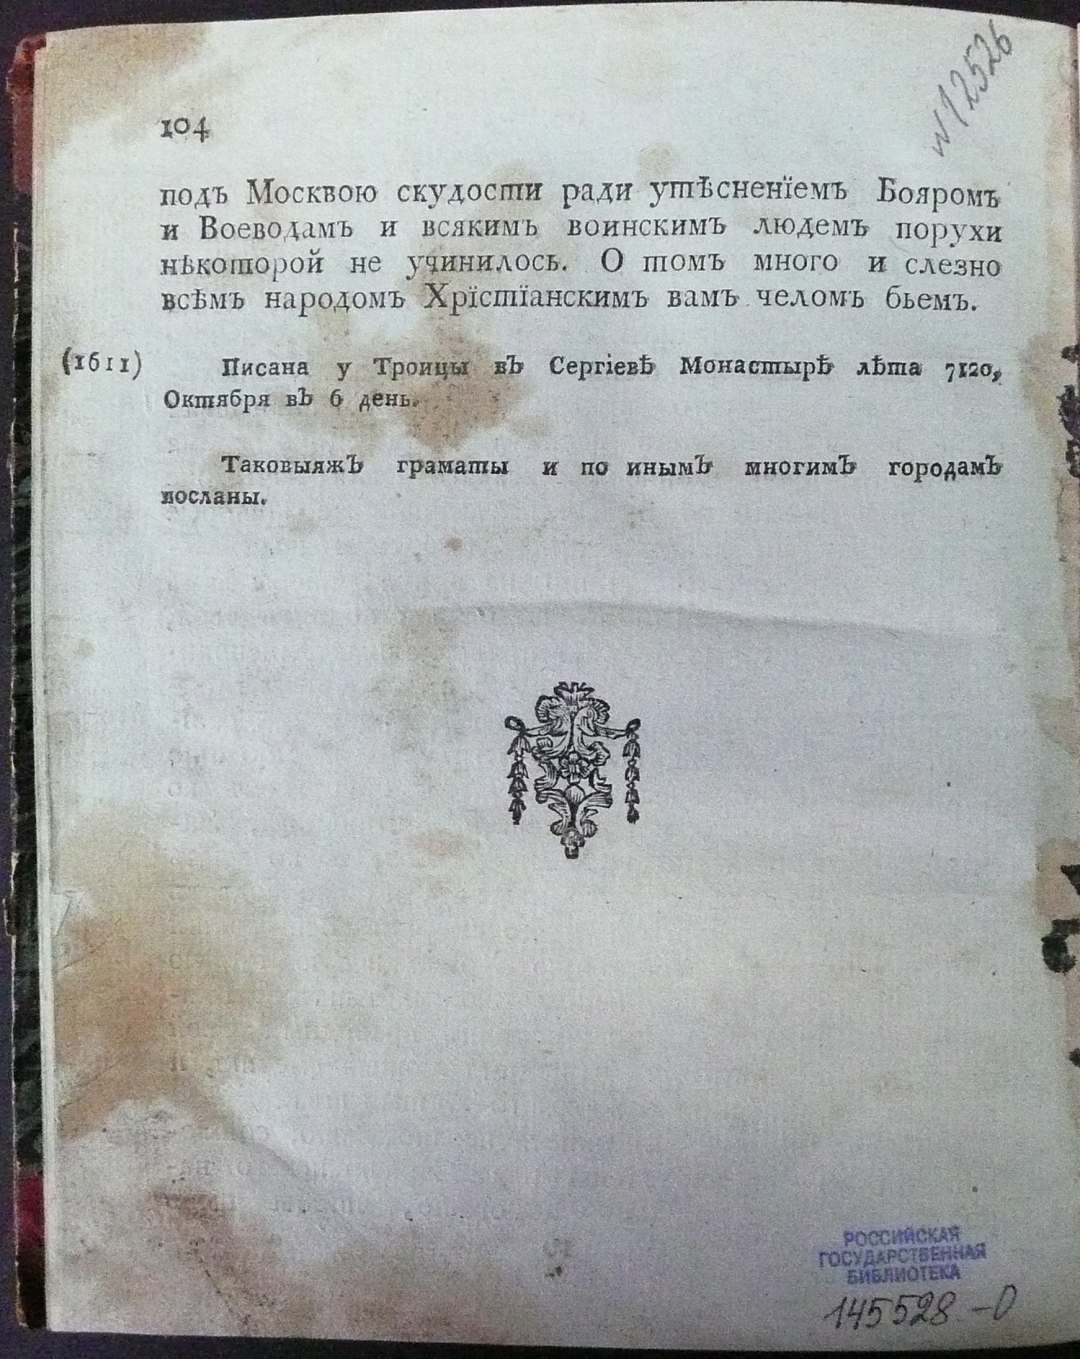 №12526
104
подъ Москвою скудости ради утѣсненїемъ Бояромъ
и Воеводамъ и всякимъ воинскимъ людемъ порухи
нѣкоторой не учинилось. О томъ много и слезно
всѣмъ народомъ Хрїстїанскимъ вамъ челомъ бьемъ.
(1611) Писана у Троицы въ Сергіевѣ Монастырѣ лѣта 7120,
Октября въ 6 день.
Таковыяжъ граматы и по инымъ многимъ городамъ
посланы.
РОССИЙСКАЯ
ГОСУДАРСТВЕННАЯ
БИБЛИОТЕКА
145528-0